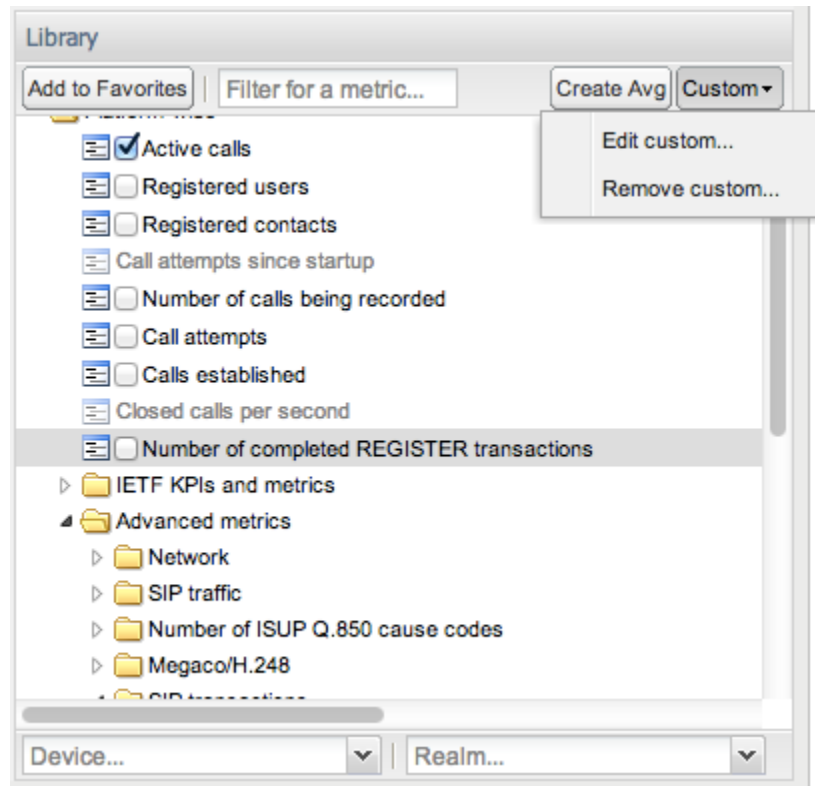 Library
Add to Favorites | Filter for a metric... Create Avg Custom
Edit custom...
Remove custom...
Active calls
Registered users
Registered contacts
Call attempts since startup
Number of calls being recorded
Call attempts
Calls established
Closed calls per second
Number of completed REGISTER transactions
IETF KPIs and metrics
Advanced metrics
Network
SIP traffic
Number of ISUP Q.850 cause codes
Megaco/H.248
SIP transactions
Device... | Realm...